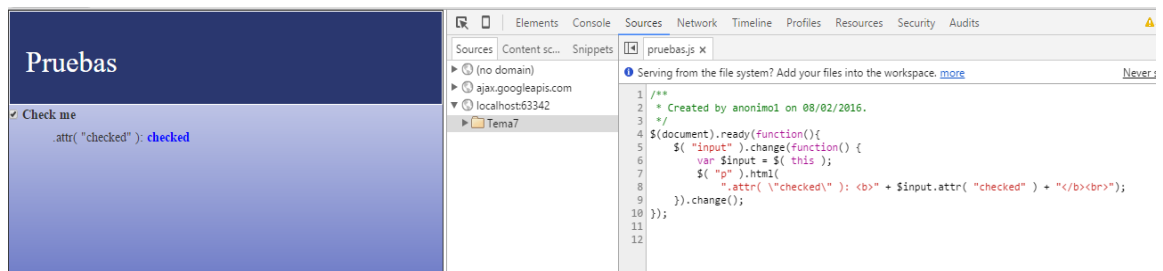 Pruebas
Check me
.attr( "checked" ): checked
Elements Console Sources Network Timeline Profiles Resources Security Audits
Sources Content sc... Snippets pruebas.js ×
(no domain)
ajax.googleapis.com
localhost:63342
Tema7
Serving from the file system? Add your files into the workspace. more Never
1 /**
2 * Created by anonimo1 on 08/02/2016.
3 */
4 $(document).ready(function(){
5 $( "input" ).change(function() {
6 var $input = $( this );
7 $( "p" ).html(
8 ".attr( \"checked\" ): <b>" + $input.attr( "checked" ) + "</b><br>");
9 }).change();
10 });
11
12